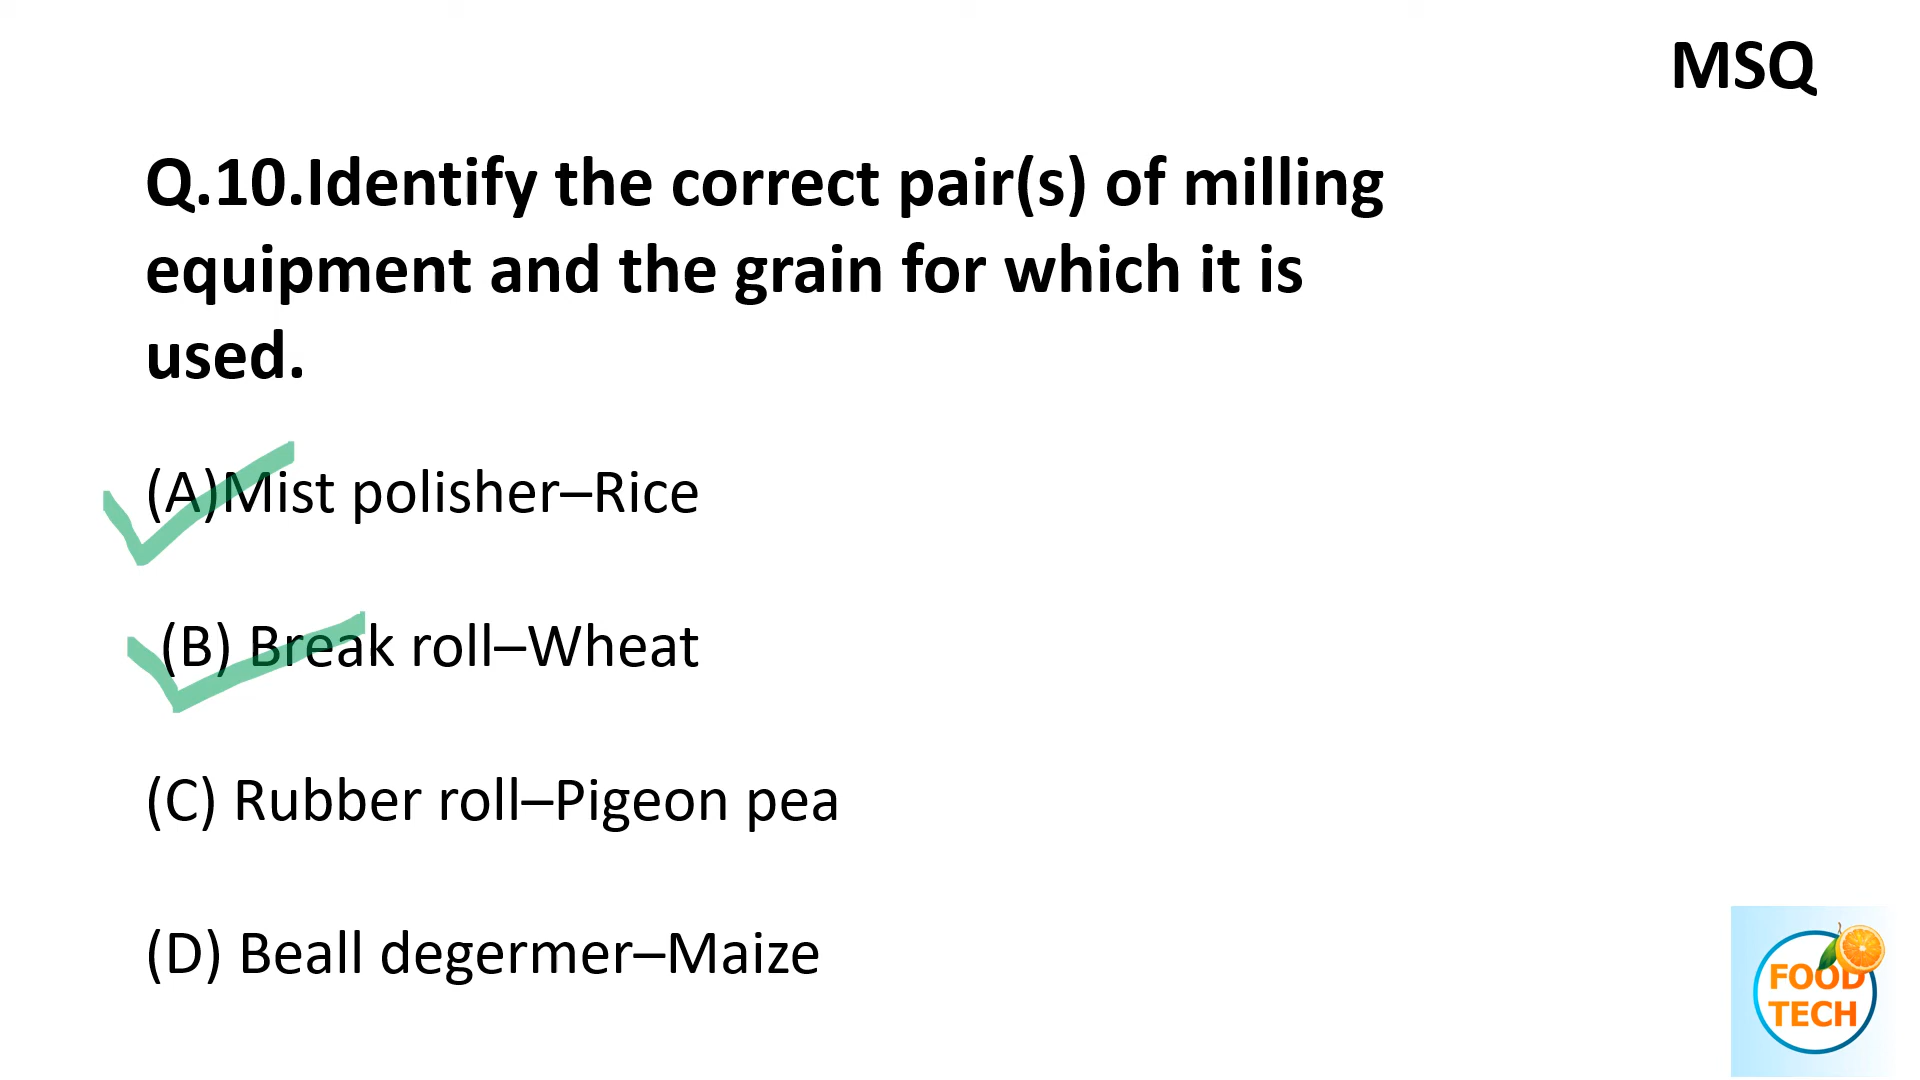 MSQ
Q.10.Identify the correct pair(s) of milling
equipment and the grain for which it is
used.
(A)Mist polisher–Rice
(B) Break roll–Wheat
(C) Rubber roll–Pigeon pea
(D) Beall degermer–Maize
FOOD
TECH